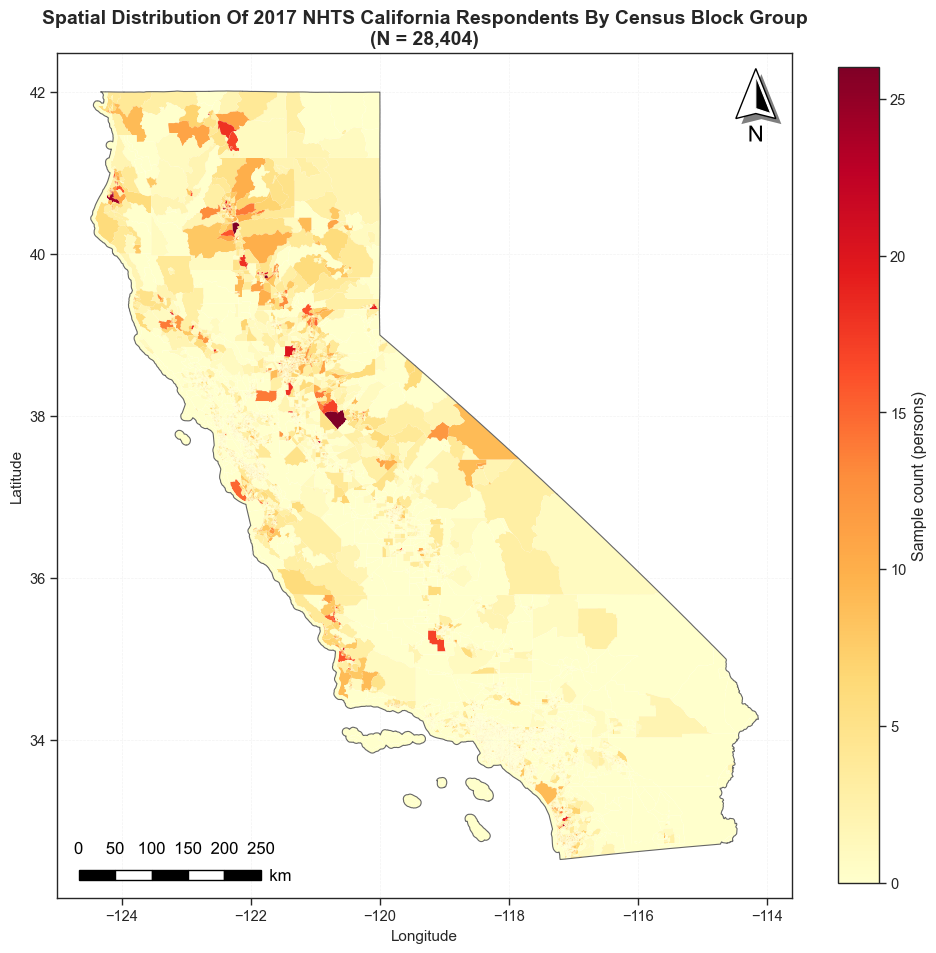 Spatial Distribution Of 2017 NHTS California Respondents By Census Block Group
(N = 28,404)
N
42
40
38
36
34
Latitude
0 50 100 150 200 250
km
−124 −122 −120 −118 −116 −114
Longitude
25
20
15
10
5
0
Sample count (persons)